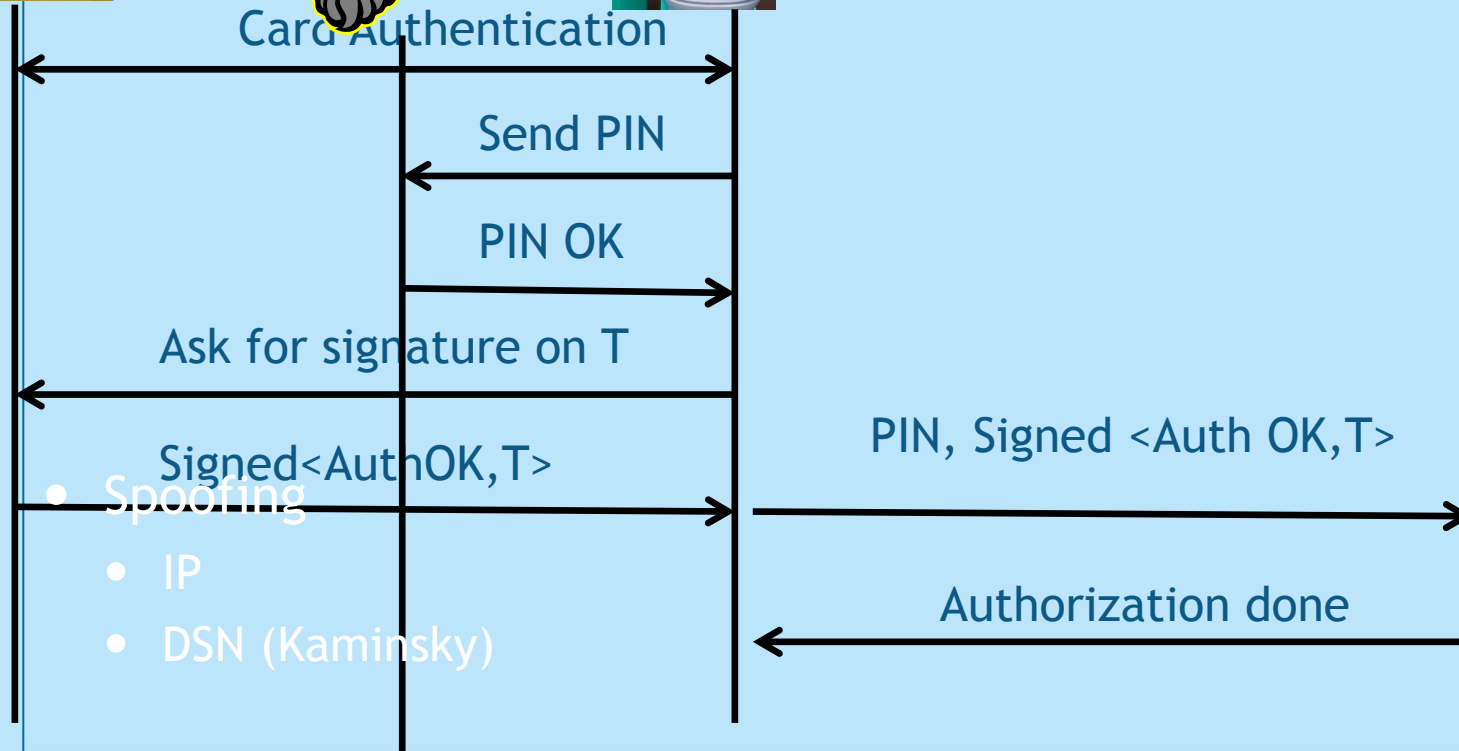 Card Authentication
Send PIN
PIN OK
Ask for signature on T
PIN, Signed <Auth OK,T>
Signed<AuthOK,T>
• Spoofing
• IP
Authorization done
• DSN (Kaminsky)